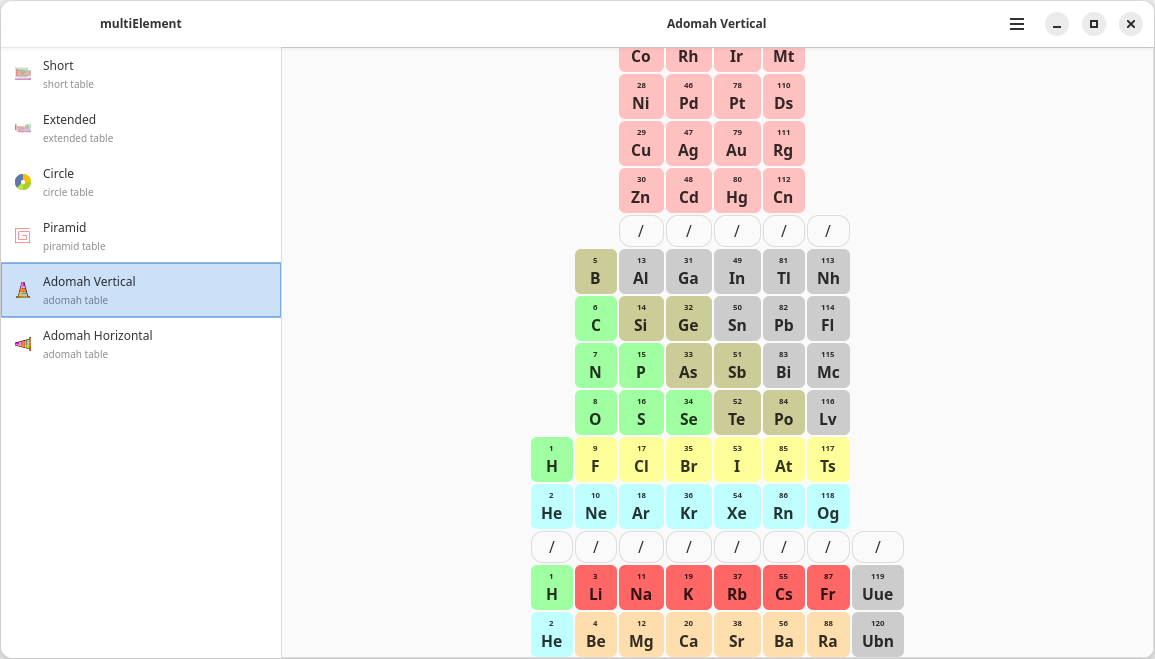 multiElement
Adomah Vertical
Short
short table
Extended
extended table
Circle
circle table
Piramid
piramid table
Adomah Vertical
adomah table
Adomah Horizontal
adomah table
Co Rh Ir Mt
28 46 78 110
Ni Pd Pt Ds
29 47 79 111
Cu Ag Au Rg
30 48 80 112
Zn Cd Hg Cn
/ / / / /
5 13 31 49 81 113
B Al Ga In Tl Nh
6 14 32 50 82 114
C Si Ge Sn Pb Fl
7 15 33 51 83 115
N P As Sb Bi Mc
8 16 34 52 84 116
O S Se Te Po Lv
1 9 17 35 53 85 117
H F Cl Br I At Ts
2 10 18 36 54 86 118
He Ne Ar Kr Xe Rn Og
/ / / / / / / /
1 3 11 19 37 55 87 119
H Li Na K Rb Cs Fr Uue
2 4 12 20 38 56 88 120
He Be Mg Ca Sr Ba Ra Ubn